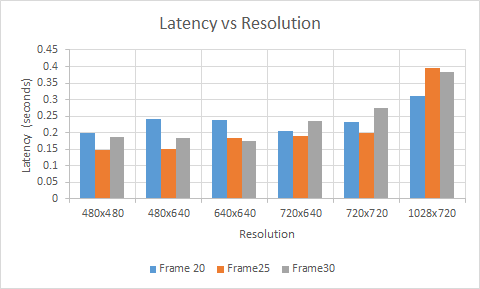 Latency vs Resolution
0.45
0.4
0.35
0.3
0.25
0.2
0.15
0.1
0.05
0
Latency (seconds)
480x480 480x640 640x640 720x640 720x720 1028x720
Resolution
Frame 20 Frame25 Frame30